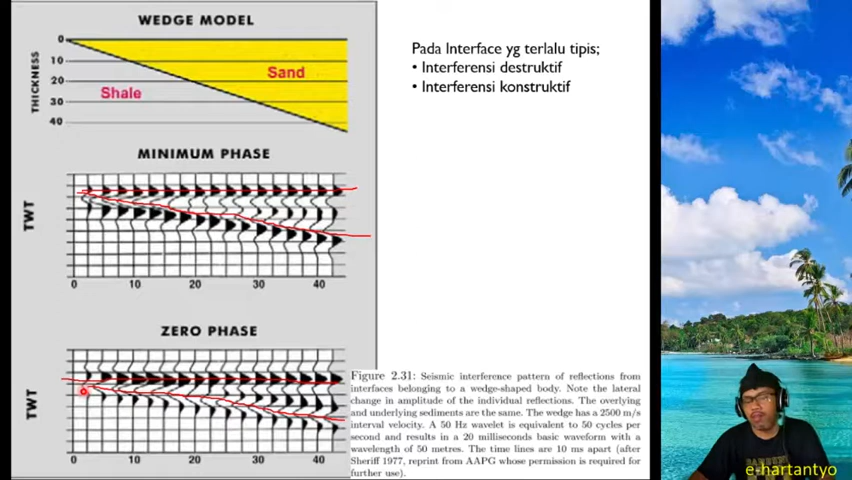 WEDGE MODEL
0
10
20
30
40
THICKNESS
Sand
Shale
MINIMUM PHASE
TWT
0 10 20 30 40
ZERO PHASE
TWT
0 10 20 30 40
Pada Interface yg terlalu tipis;
• Interferensi destruktif
• Interferensi konstruktif
Figure 2.31: Seismic interference pattern of reflections from
interfaces belonging to a wedge-shaped body. Note the lateral
change in amplitude of the individual reflections. The overlying
and underlying sediments are the same. The wedge has a 2500 m/s
interval velocity. A 50 Hz wavelet is equivalent to 50 cycles per
second and results in a 20 milliseconds basic waveform with a
wavelength of 50 metres. The time lines are 10 ms apart (after
Sheriff 1977, reprint from AAPG whose permission is required for
further use).
e-hartantyo